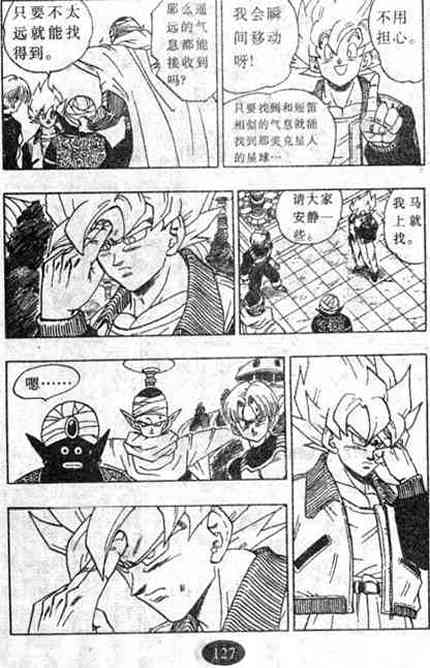 不用
担心。
我会瞬
间移动
呀!
只要找到和短笛
相似的气息就能
找到那美克星人
的星球…
那么遥
远的气
息都能
接收到
吗?
只要不太
远就能找
得到。
我马
上就
找。
请大家
安静一
些。
嗯……
127